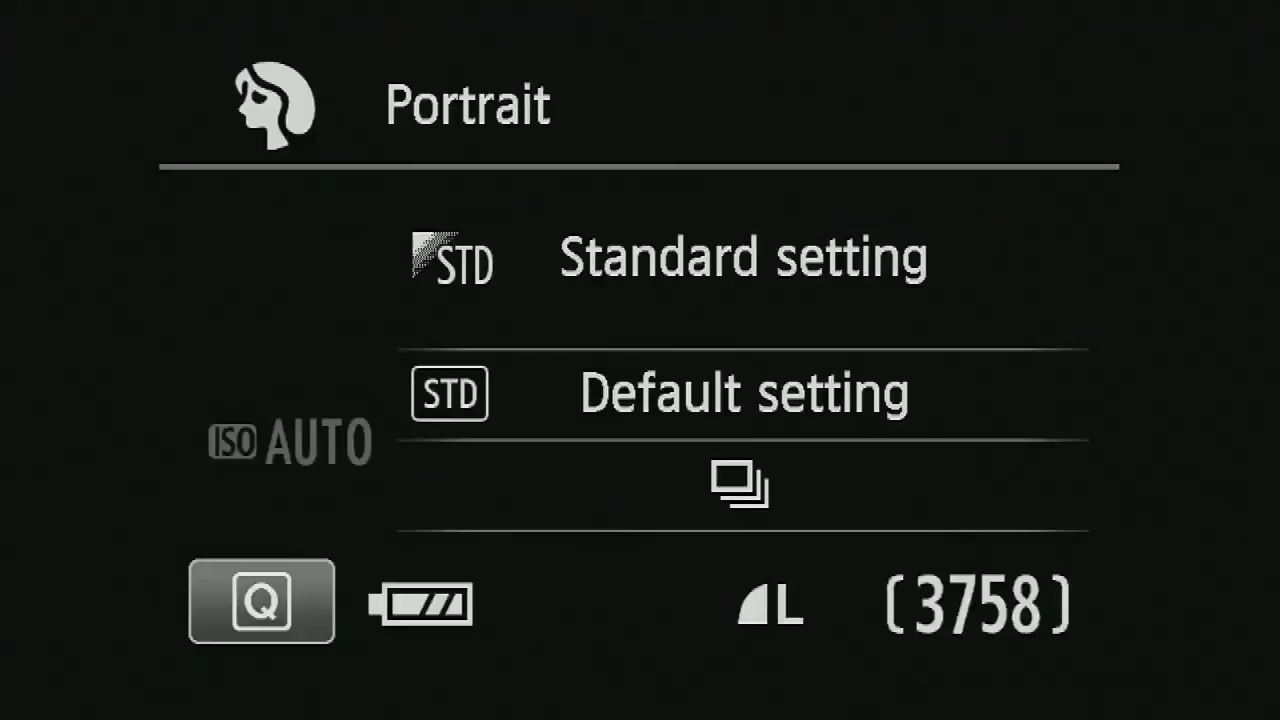 Portrait
STD Standard setting
STD Default setting
ISO AUTO
Q L (3758)